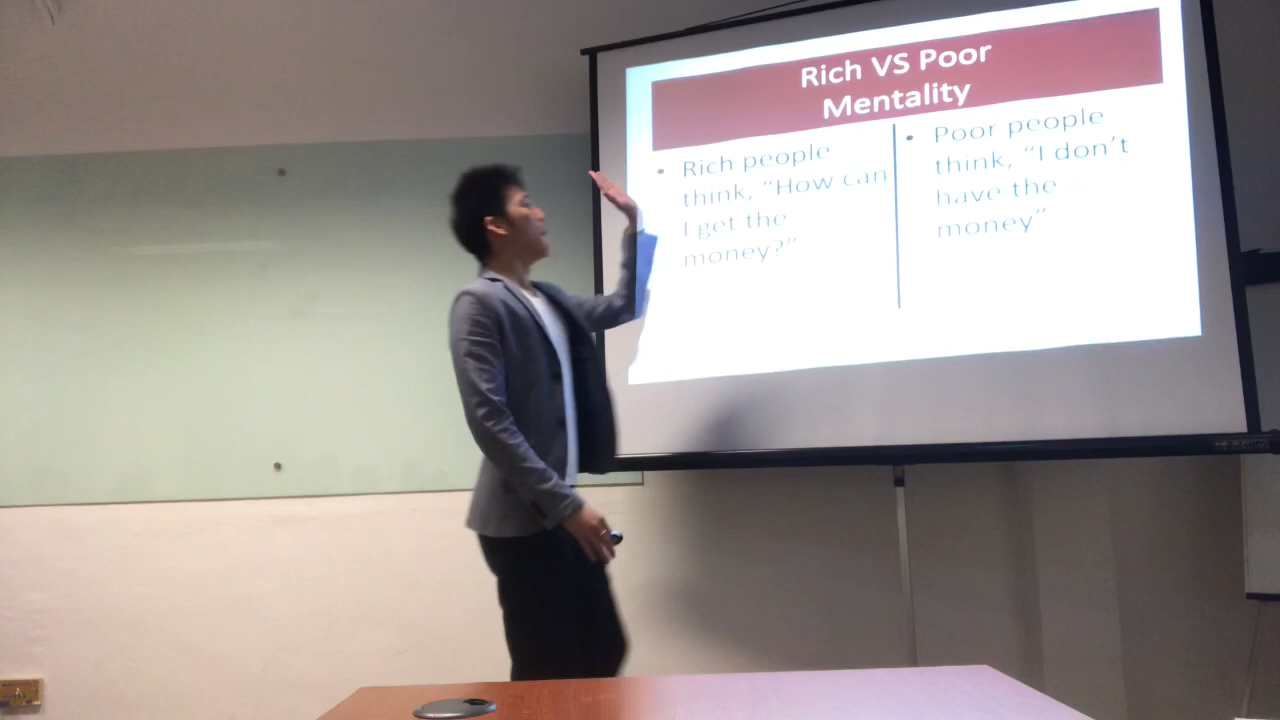 Rich VS Poor
Mentality
• Rich people
think, “How can
I get the
money?”
• Poor people
think, “I don’t
have the
money”